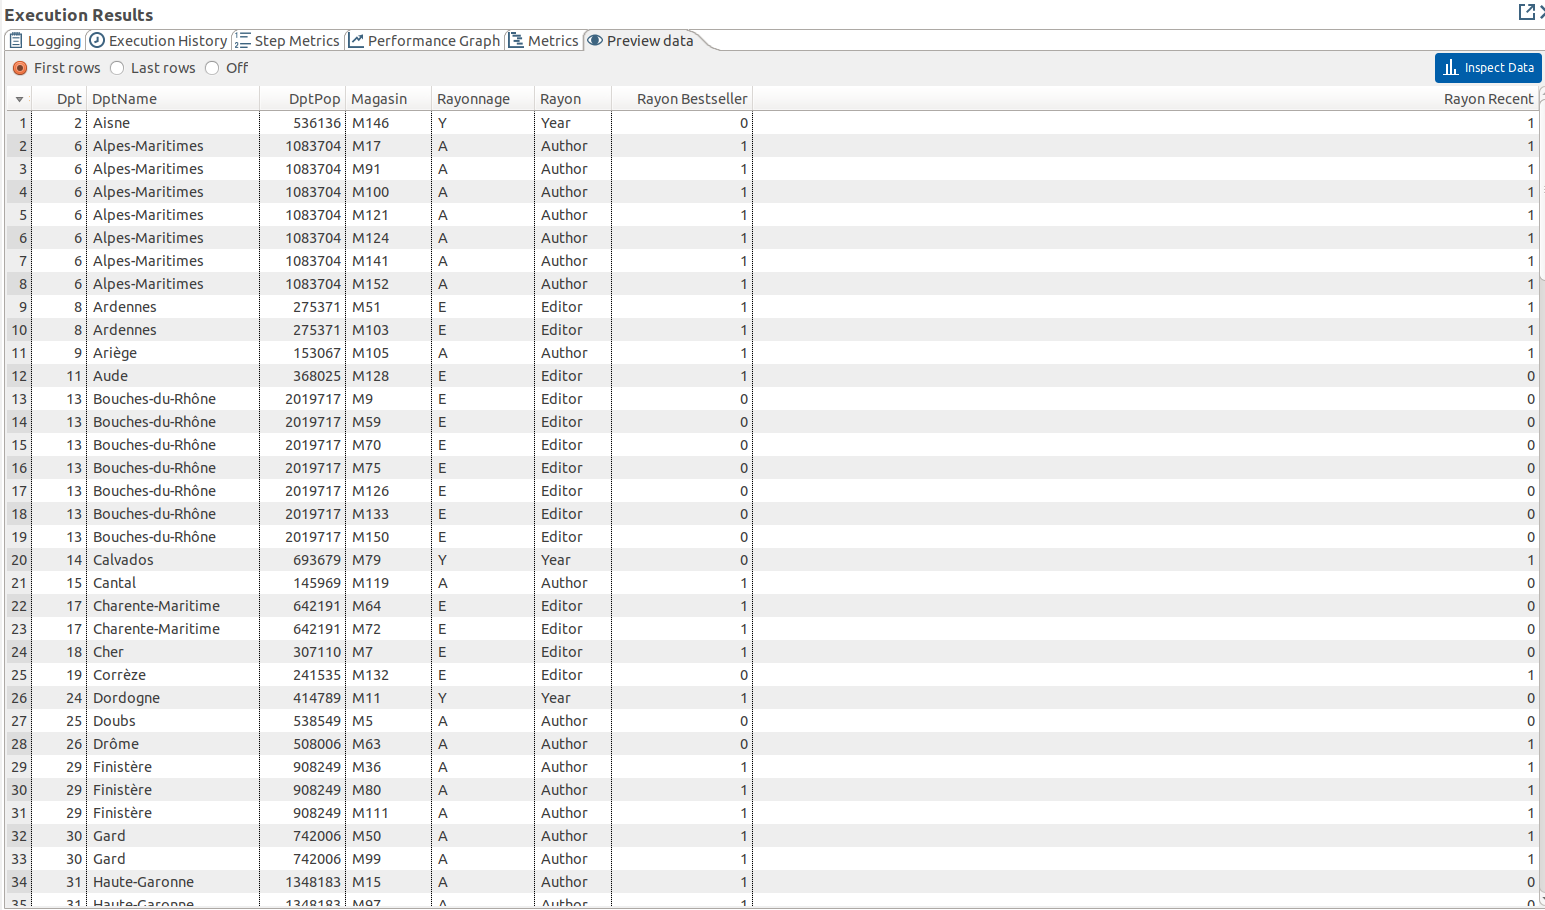 Execution Results
Logging Execution History Step Metrics Performance Graph Metrics Preview data
First rows Last rows Off Inspect Data
Dpt DptName DptPop Magasin Rayonnage Rayon Rayon Bestseller Rayon Recent
1 2 Aisne 536136 M146 Y Year 0 1
2 6 Alpes-Maritimes 1083704 M17 A Author 1 1
3 6 Alpes-Maritimes 1083704 M91 A Author 1 1
4 6 Alpes-Maritimes 1083704 M100 A Author 1 1
5 6 Alpes-Maritimes 1083704 M121 A Author 1 1
6 6 Alpes-Maritimes 1083704 M124 A Author 1 1
7 6 Alpes-Maritimes 1083704 M141 A Author 1 1
8 6 Alpes-Maritimes 1083704 M152 A Author 1 1
9 8 Ardennes 275371 M51 E Editor 1 1
10 8 Ardennes 275371 M103 E Editor 1 1
11 9 Ariège 153067 M105 A Author 1 1
12 11 Aude 368025 M128 E Editor 1 0
13 13 Bouches-du-Rhône 2019717 M9 E Editor 0 0
14 13 Bouches-du-Rhône 2019717 M59 E Editor 0 0
15 13 Bouches-du-Rhône 2019717 M70 E Editor 0 0
16 13 Bouches-du-Rhône 2019717 M75 E Editor 0 0
17 13 Bouches-du-Rhône 2019717 M126 E Editor 0 0
18 13 Bouches-du-Rhône 2019717 M133 E Editor 0 0
19 13 Bouches-du-Rhône 2019717 M150 E Editor 0 0
20 14 Calvados 693679 M79 Y Year 0 1
21 15 Cantal 145969 M119 A Author 1 0
22 17 Charente-Maritime 642191 M64 E Editor 1 0
23 17 Charente-Maritime 642191 M72 E Editor 1 0
24 18 Cher 307110 M7 E Editor 1 0
25 19 Corrèze 241535 M132 E Editor 0 1
26 24 Dordogne 414789 M11 Y Year 1 0
27 25 Doubs 538549 M5 A Author 0 0
28 26 Drôme 508006 M63 A Author 0 1
29 29 Finistère 908249 M36 A Author 1 1
30 29 Finistère 908249 M80 A Author 1 1
31 29 Finistère 908249 M111 A Author 1 1
32 30 Gard 742006 M50 A Author 1 1
33 30 Gard 742006 M99 A Author 1 1
34 31 Haute-Garonne 1348183 M15 A Author 1 0
35 31 Haute-Garonne 1348183 M97 A Author 1 0